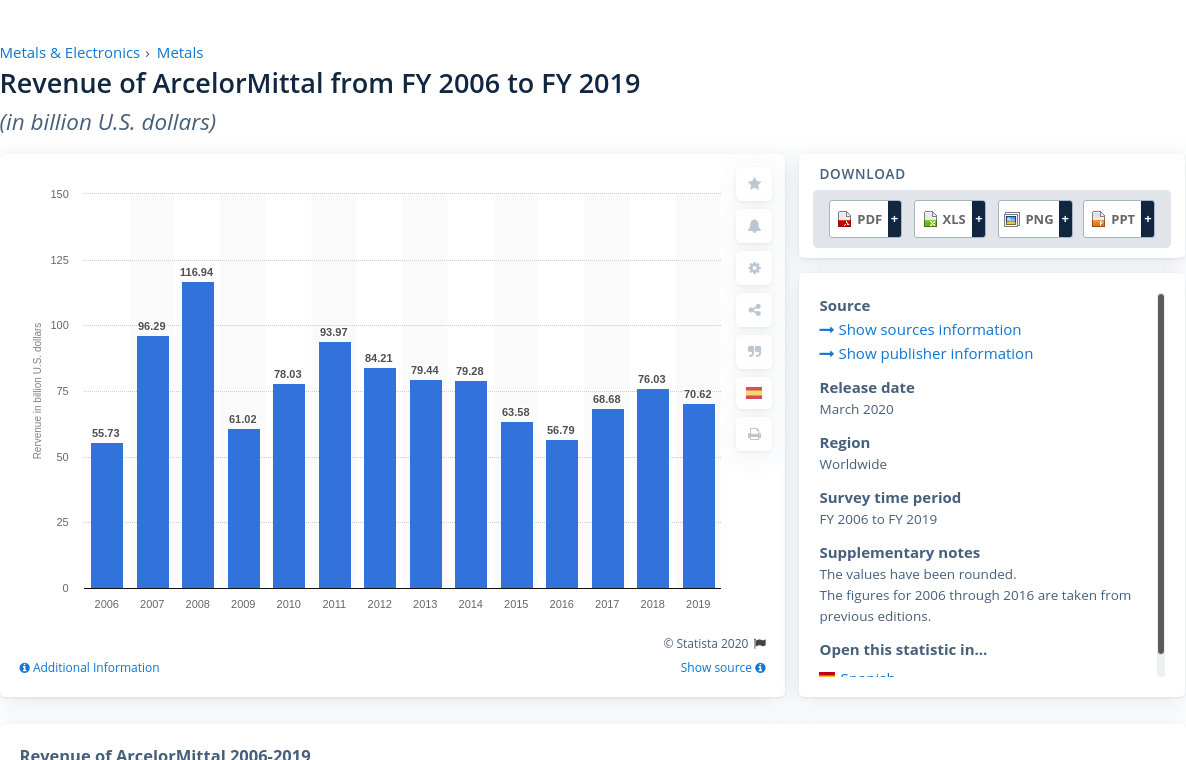 Metals & Electronics › Metals
Revenue of ArcelorMittal from FY 2006 to FY 2019
(in billion U.S. dollars)
150
125
100
75
50
25
0
Rervenue in billion U.S. dollars
55.73
96.29
116.94
61.02
78.03
93.97
84.21
79.44
79.28
63.58
56.79
68.68
76.03
70.62
2006 2007 2008 2009 2010 2011 2012 2013 2014 2015 2016 2017 2018 2019
© Statista 2020
Additional Information
Show source
DOWNLOAD
PDF + XLS + PNG + PPT +
Source
Show sources information
Show publisher information
Release date
March 2020
Region
Worldwide
Survey time period
FY 2006 to FY 2019
Supplementary notes
The values have been rounded.
The figures for 2006 through 2016 are taken from
previous editions.
Open this statistic in...
Spanish
Revenue of ArcelorMittal 2006-2019